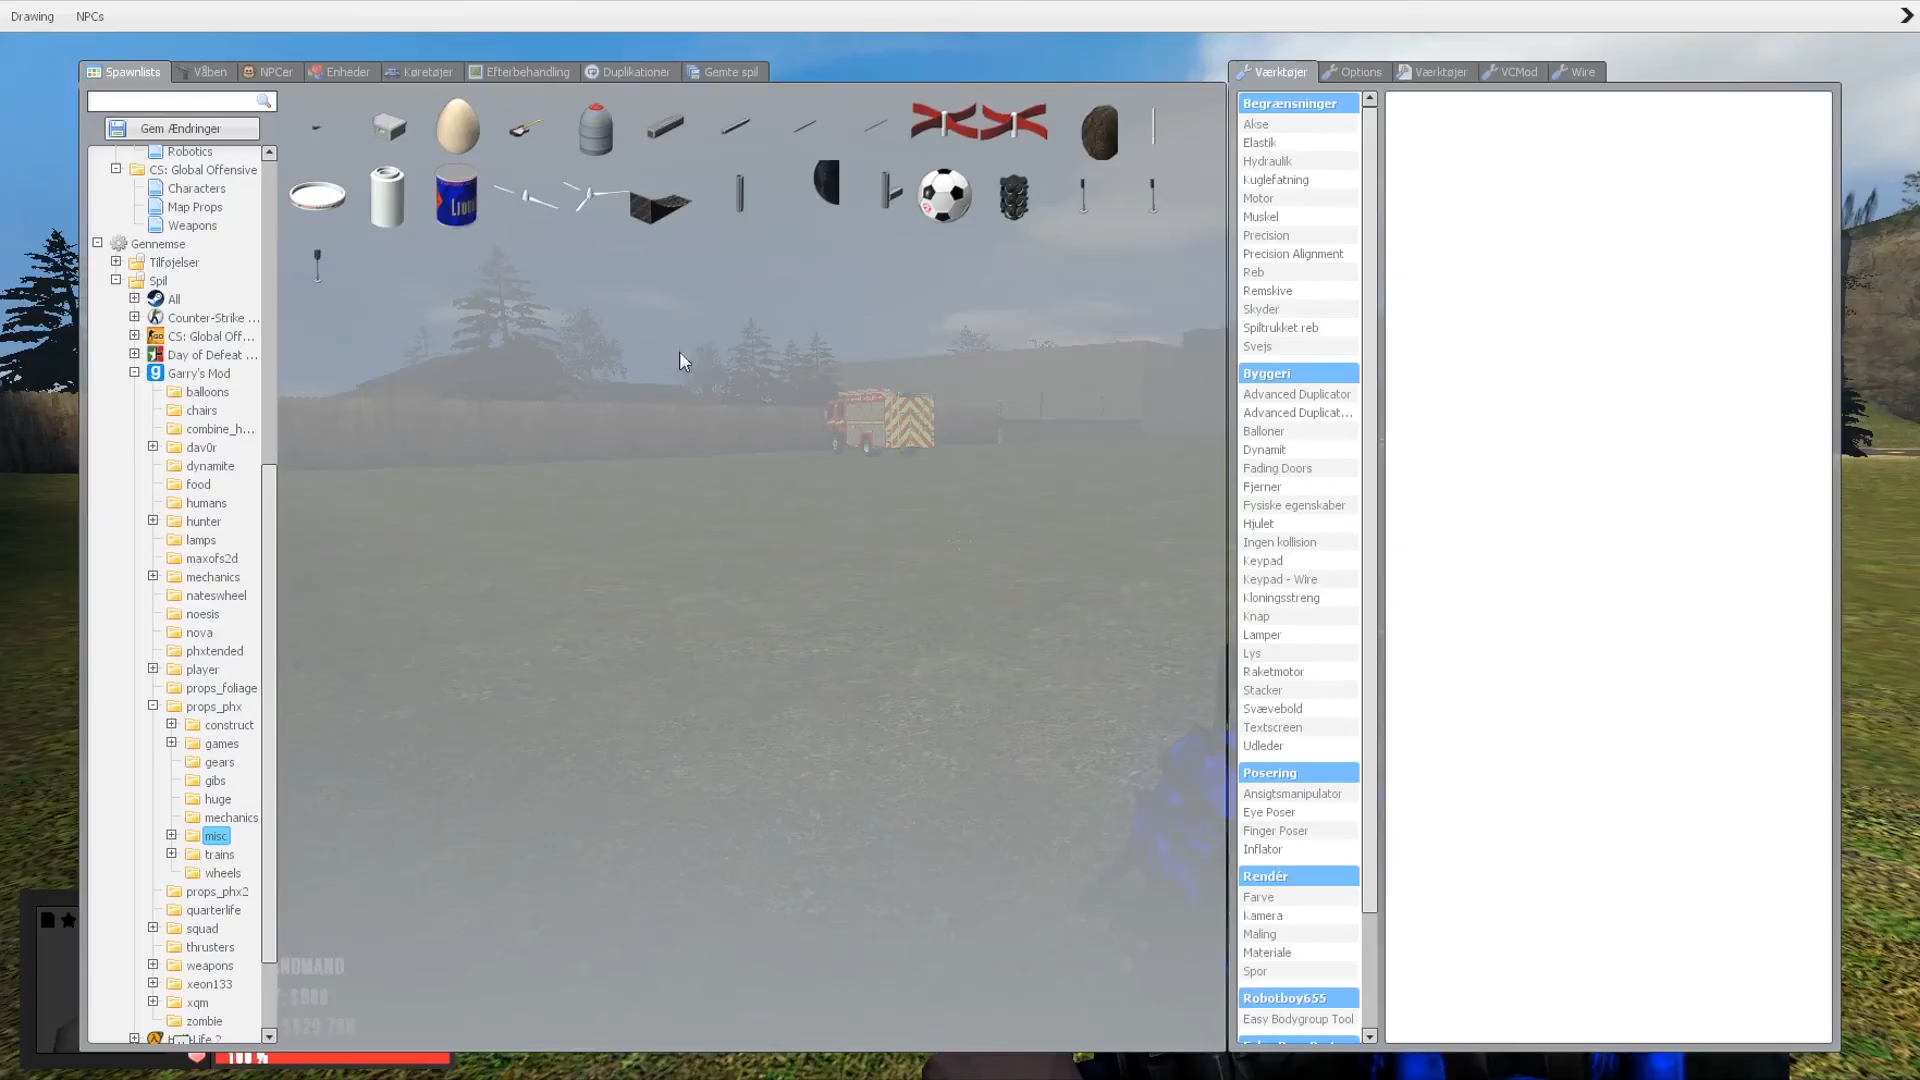 Drawing NPCs
Spawnlists Våben NPCer Enheder Køretøjer Efterbehandling Duplikationer Gemte spil
Gem Ændringer
Robotics
CS: Global Offensive
Characters
Map Props
Weapons
Gennemse
Tilføjelser
Spil
All
Counter-Strike ...
CS: Global Off...
Day of Defeat ...
Garry's Mod
balloons
chairs
combine_h...
dav0r
dynamite
food
humans
hunter
lamps
maxofs2d
mechanics
nateswheel
noesis
nova
phxtended
player
props_foliage
props_phx
construct
games
gears
gibs
huge
mechanics
misc
trains
wheels
props_phx2
quarterlife
squad
thrusters
weapons
xeon133
xqm
zombie
100 %
Værktøjer Options Værktøjer VCMod Wire
Begrænsninger
Akse
Elastik
Hydraulik
Kuglefatning
Motor
Muskel
Precision
Precision Alignment
Reb
Remskive
Skyder
Spiltrukket reb
Svejs
Byggeri
Advanced Duplicator
Advanced Duplicat...
Balloner
Dynamit
Fading Doors
Fjerner
Fysiske egenskaber
Hjulet
Ingen kollision
Keypad
Keypad - Wire
Kloningsstreng
Knap
Lamper
Lys
Raketmotor
Stacker
Svævebold
Textscreen
Udleder
Posering
Ansigtsmanipulator
Eye Poser
Finger Poser
Inflator
Rendér
Farve
Kamera
Maling
Materiale
Spor
Robotboy655
Easy Bodygroup Tool